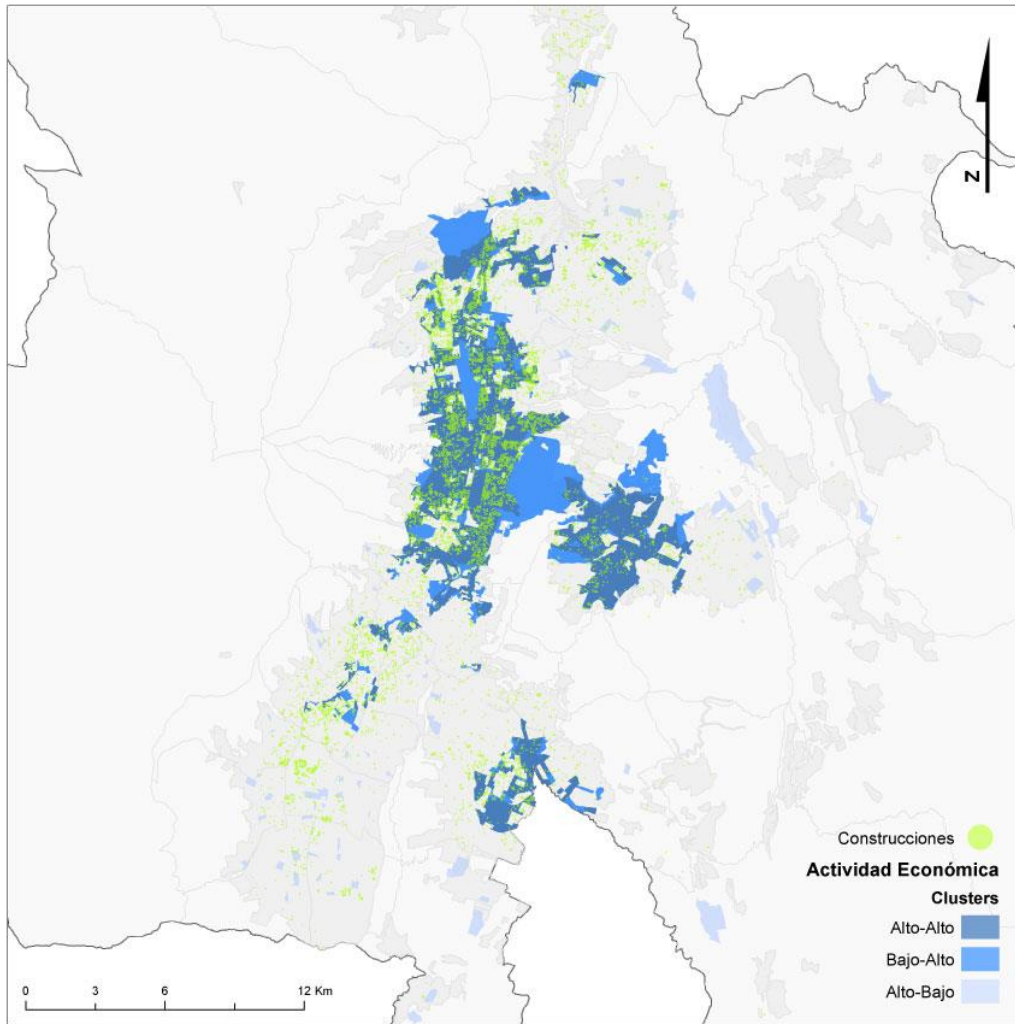 N
Construcciones
Actividad Económica
Clusters
Alto-Alto
Bajo-Alto
Alto-Bajo
0 3 6 12 Km